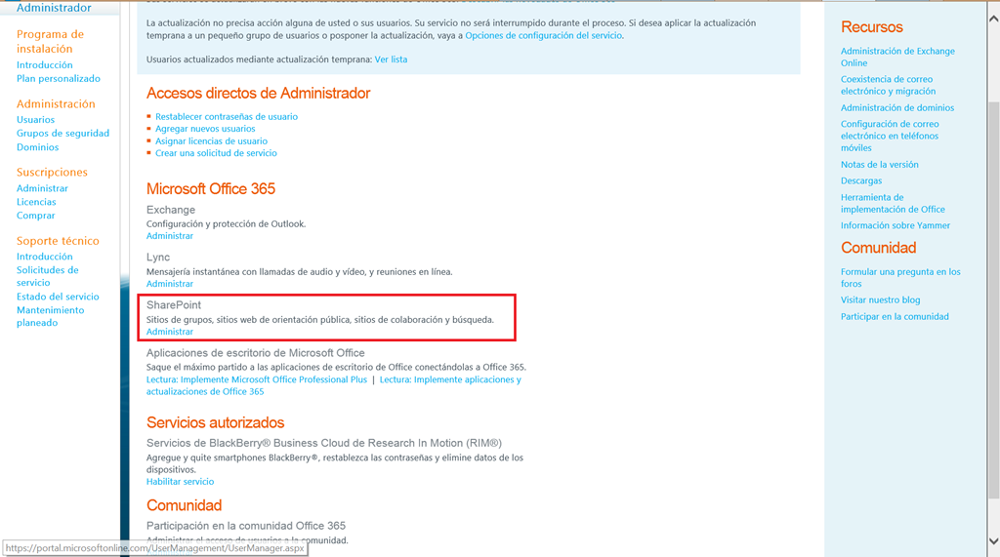 Administrador
Programa de
instalación
Introducción
Plan personalizado
Administración
Usuarios
Grupos de seguridad
Dominios
Suscripciones
Administrar
Licencias
Comprar
Soporte técnico
Introducción
Solicitudes de
servicio
Estado del servicio
Mantenimiento
planeado
La actualización no precisa acción alguna de usted o sus usuarios. Su servicio no será interrumpido durante el proceso. Si desea aplicar la actualización
temprana a un pequeño grupo de usuarios o posponer la actualización, vaya a Opciones de configuración del servicio.
Usuarios actualizados mediante actualización temprana: Ver lista
Accesos directos de Administrador
Restablecer contraseñas de usuario
Agregar nuevos usuarios
Asignar licencias de usuario
Crear una solicitud de servicio
Microsoft Office 365
Exchange
Configuración y protección de Outlook.
Administrar
Lync
Mensajería instantánea con llamadas de audio y vídeo, y reuniones en línea.
Administrar
SharePoint
Sitios de grupos, sitios web de orientación pública, sitios de colaboración y búsqueda.
Administrar
Aplicaciones de escritorio de Microsoft Office
Saque el máximo partido a las aplicaciones de escritorio de Office conectándolas a Office 365.
Lectura: Implemente Microsoft Office Professional Plus | Lectura: Implemente aplicaciones y
actualizaciones de Office 365
Servicios autorizados
Servicios de BlackBerry® Business Cloud de Research In Motion (RIM®)
Agregue y quite smartphones BlackBerry®, restablezca las contraseñas y elimine datos de los
dispositivos.
Habilitar servicio
Comunidad
Participación en la comunidad Office 365
Administrar el acceso de usuarios a la comunidad.
https://portal.microsoftonline.com/UserManagement/UserManager.aspx
Recursos
Administración de Exchange
Online
Coexistencia de correo
electrónico y migración
Administración de dominios
Configuración de correo
electrónico en teléfonos
móviles
Notas de la versión
Descargas
Herramienta de
implementación de Office
Información sobre Yammer
Comunidad
Formular una pregunta en los
foros
Visitar nuestro blog
Participar en la comunidad